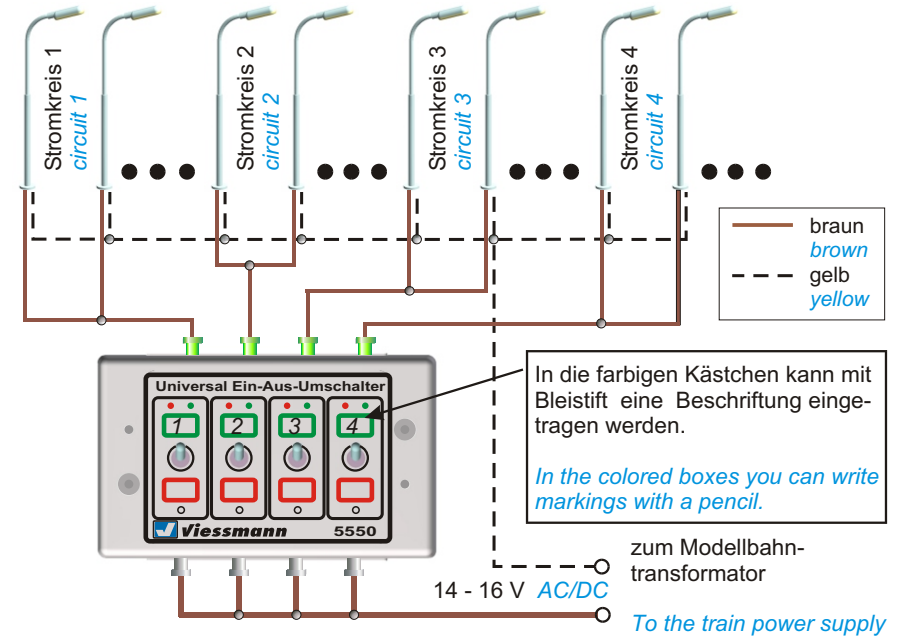 Stromkreis 1
circuit 1
Stromkreis 2
circuit 2
Stromkreis 3
circuit 3
Stromkreis 4
circuit 4
braun
brown
gelb
yellow
Universal Ein-Aus-Umschalter
1
2
3
4
Viessmann 5550
In die farbigen Kästchen kann mit
Bleistift eine Beschriftung einge-
tragen werden.
In the colored boxes you can write
markings with a pencil.
zum Modellbahn-
transformator
14 - 16 V AC/DC
To the train power supply